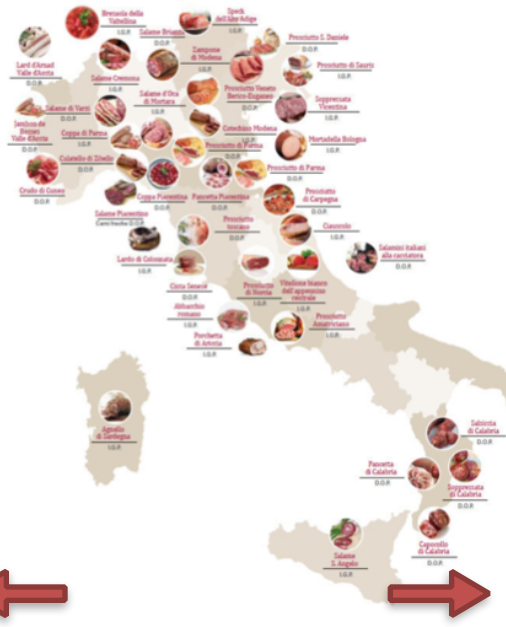 Bresaola della
Valtellina
I.G.P.
Speck
dell'Alto Adige
I.G.P.
Salame Brianza
D.O.P.
Prosciutto S. Daniele
D.O.P.
Lard d'Arnad
Valle d'Aosta
D.O.P.
Zampone
di Modena
I.G.P.
Prosciutto di Sauris
I.G.P.
Salame Cremona
I.G.P.
Salame d'Oca
di Mortara
I.G.P.
Prosciutto Veneto
Berico-Euganeo
D.O.P.
Soppressata
Vicentina
Salame di Varzi
D.O.P.
Jambon de
Bosses
Valle d'Aosta
D.O.P.
Coppa di Parma
I.G.P.
Cotechino Modena
I.G.P.
Mortadella Bologna
I.G.P.
Prosciutto di Parma
D.O.P.
Culatello di Zibello
D.O.P.
Prosciutto di Parma
D.O.P.
Crudo di Cuneo
D.O.P.
Coppa Piacentina
D.O.P.
Pancetta Piacentina
D.O.P.
Prosciutto
di Carpegna
D.O.P.
Salame Piacentino
D.O.P.
Prosciutto
toscano
D.O.P.
Ciauscolo
I.G.P.
Salamini italiani
alla cacciatora
D.O.P.
Lardo di Colonnata
I.G.P.
Cinta Senese
D.O.P.
Prosciutto
di Norcia
I.G.P.
Vitellone bianco
dell'appennino
centrale
I.G.P.
Abbacchio
romano
I.G.P.
Prosciutto
Amatriciano
I.G.P.
Porchetta
di Ariccia
I.G.P.
Agnello
di Sardegna
I.G.P.
Salsiccia
di Calabria
D.O.P.
Pancetta
di Calabria
D.O.P.
Soppressata
di Calabria
D.O.P.
Capocollo
di Calabria
D.O.P.
Salame
S. Angelo
I.G.P.